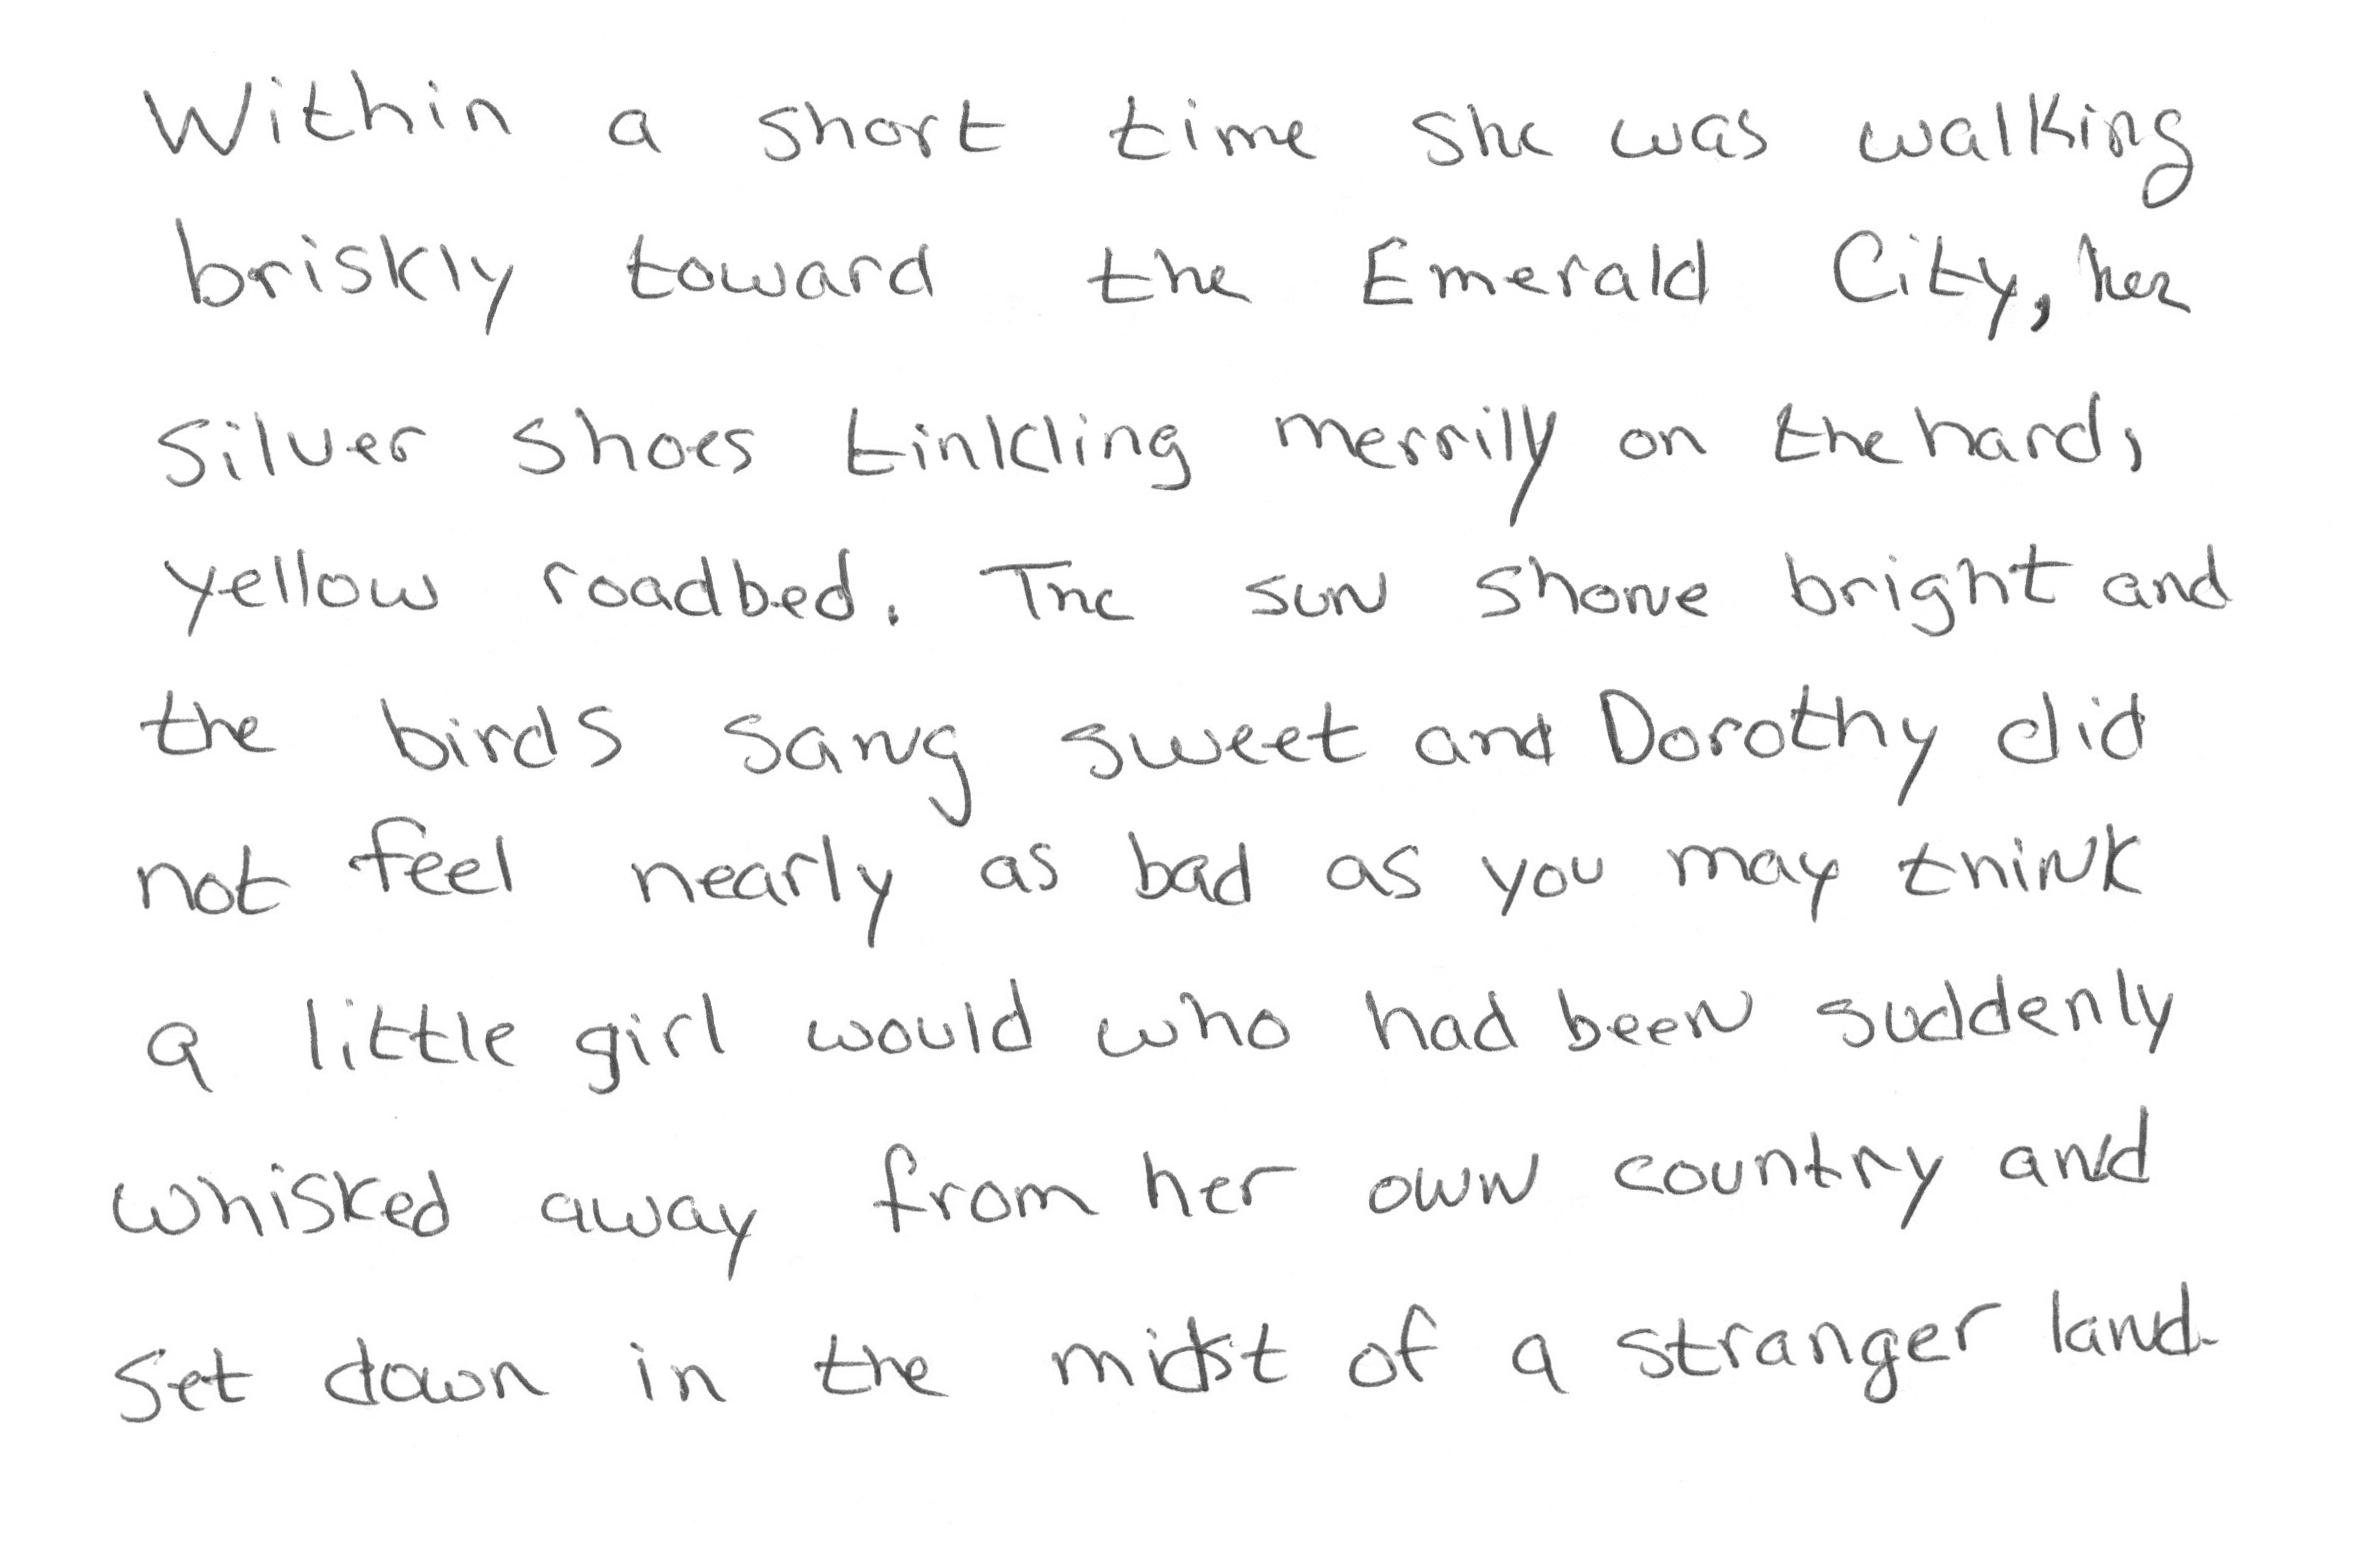 Within a short time she was walking
briskly toward the Emerald City, her
silver shoes tinkling merrily on the hard,
yellow roadbed. The sun shone bright and
the birds sang sweet and Dorothy did
not feel nearly as bad as you may think
a little girl would who had been suddenly
whisked away from her own country and
set down in the midst of a stranger land.